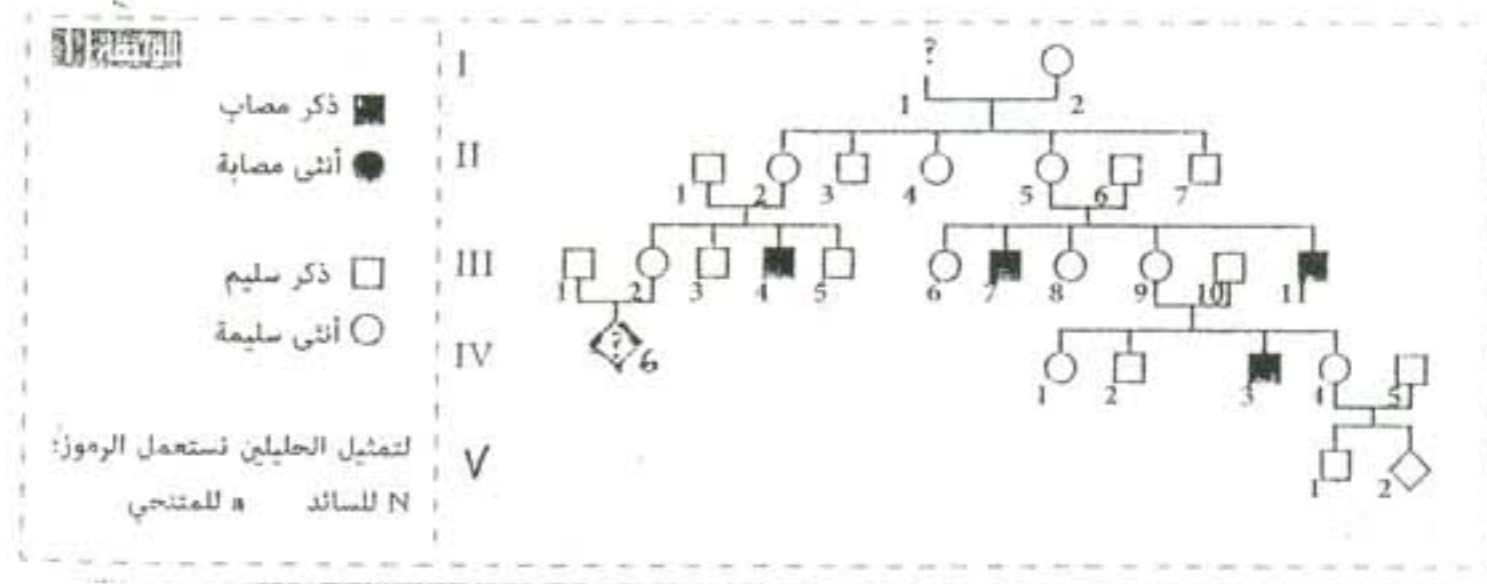 الوثيقة 1
ذكر مصاب
أنثى مصابة
ذكر سليم
أنثى سليمة
لتمثيل الحليلين نستعمل الرموز:
N للسائد n للمتنحي
I
? 1 2
II
1 2 3 4 5 6 7
III
1 2 3 4 5 6 7 8 9 10 11
IV
? 6 1 2 3 4 5
V
1 2